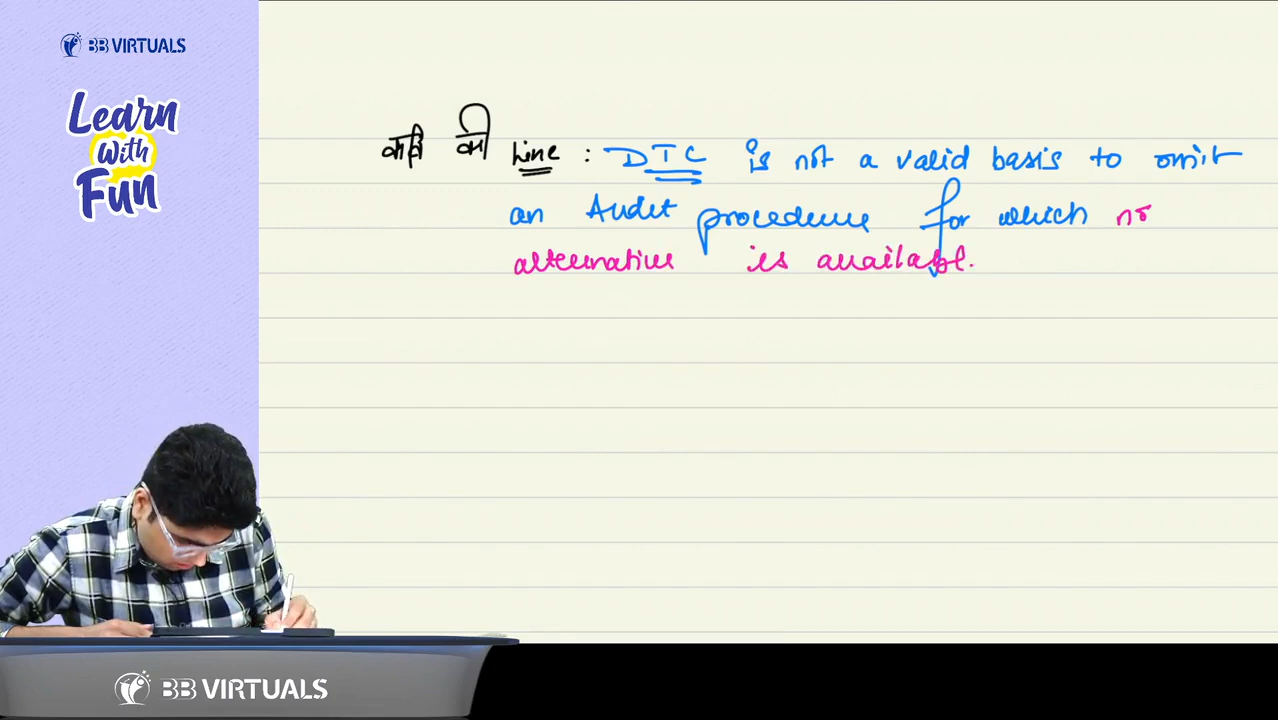 BB VIRTUALS
Learn
with
Fun
Line : DTC is not a valid basis to omit
an Audit procedure for which no
alternative is available.
BB VIRTUALS